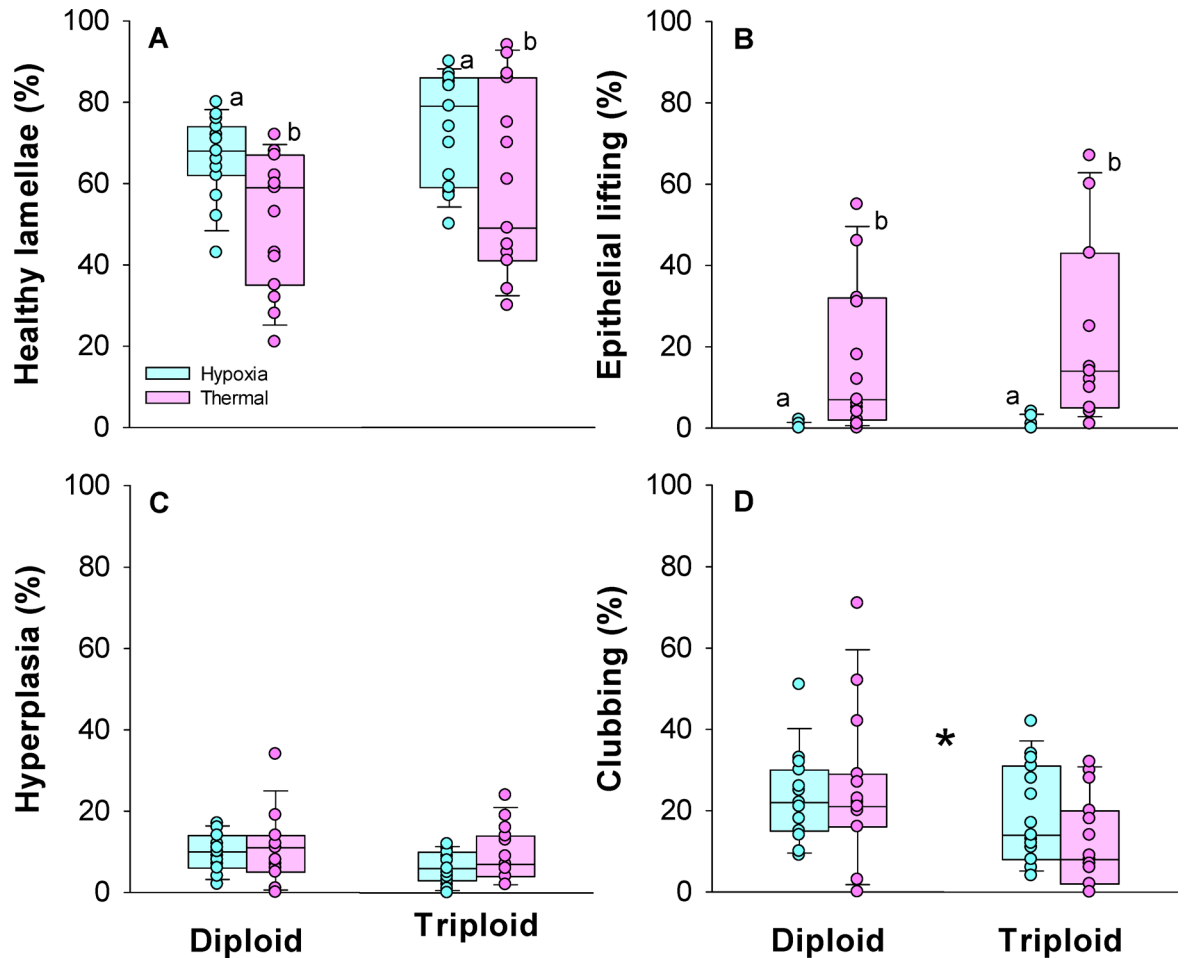 A
Healthy lamellae (%)
100
80
60
40
20
0
a
b
a
b
Hypoxia
Thermal
B
Epithelial lifting (%)
100
80
60
40
20
0
a
b
a
b
C
Hyperplasia (%)
100
80
60
40
20
0
Diploid
Triploid
D
Clubbing (%)
100
80
60
40
20
0
*
Diploid
Triploid